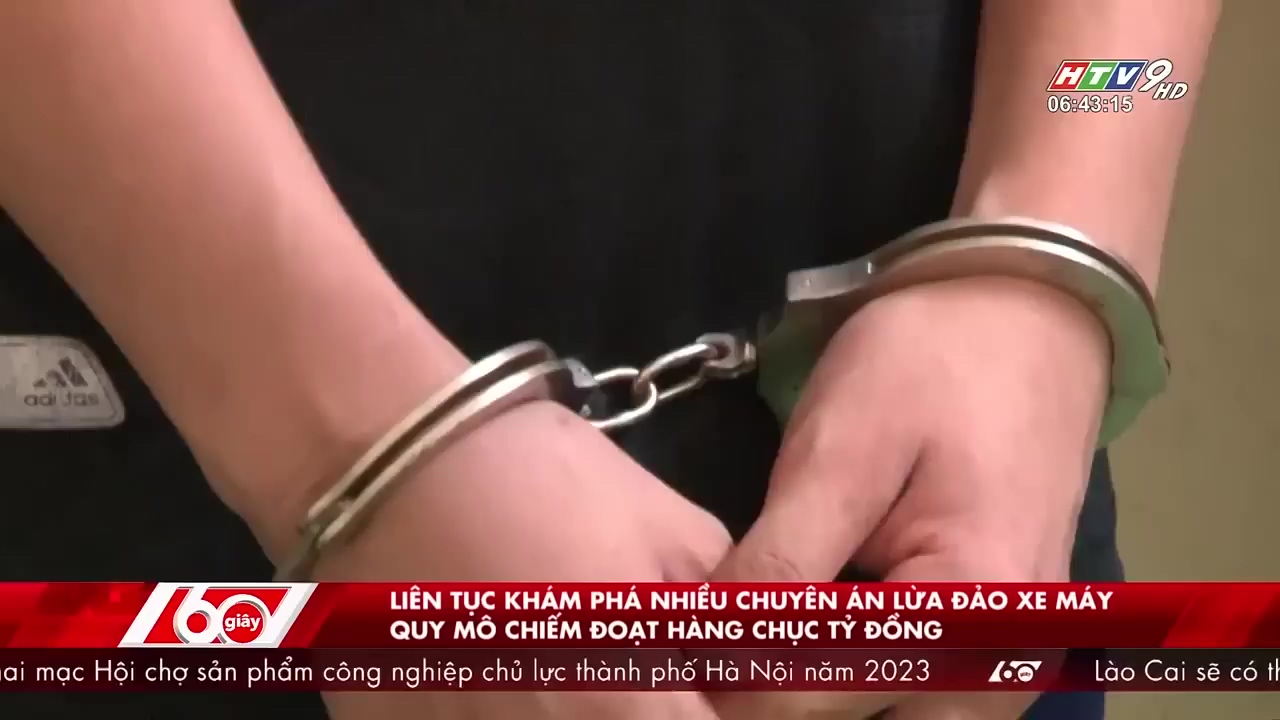 HTV9 HD
06:43:15
adidas
60 giây
LIÊN TỤC KHÁM PHÁ NHIỀU CHUYÊN ÁN LỪA ĐẢO XE MÁY
QUY MÔ CHIẾM ĐOẠT HÀNG CHỤC TỶ ĐỒNG
mạc Hội chợ sản phẩm công nghiệp chủ lực thành phố Hà Nội năm 2023 60 giây Lào Cai sẽ có